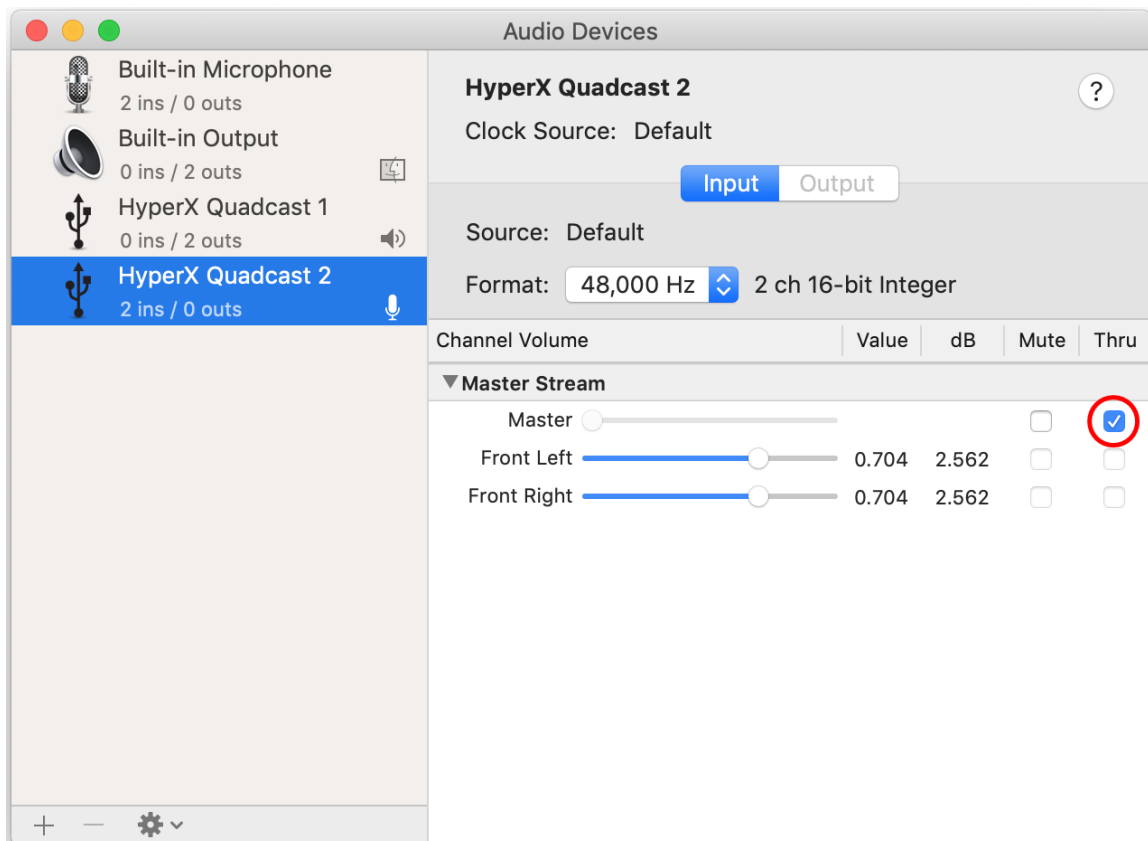 Audio Devices
Built-in Microphone
2 ins / 0 outs
Built-in Output
0 ins / 2 outs
HyperX Quadcast 1
0 ins / 2 outs
HyperX Quadcast 2
2 ins / 0 outs
HyperX Quadcast 2
?
Clock Source: Default
Input Output
Source: Default
Format: 48,000 Hz 2 ch 16-bit Integer
Channel Volume Value dB Mute Thru
Master Stream
Master
Front Left 0.704 2.562
Front Right 0.704 2.562